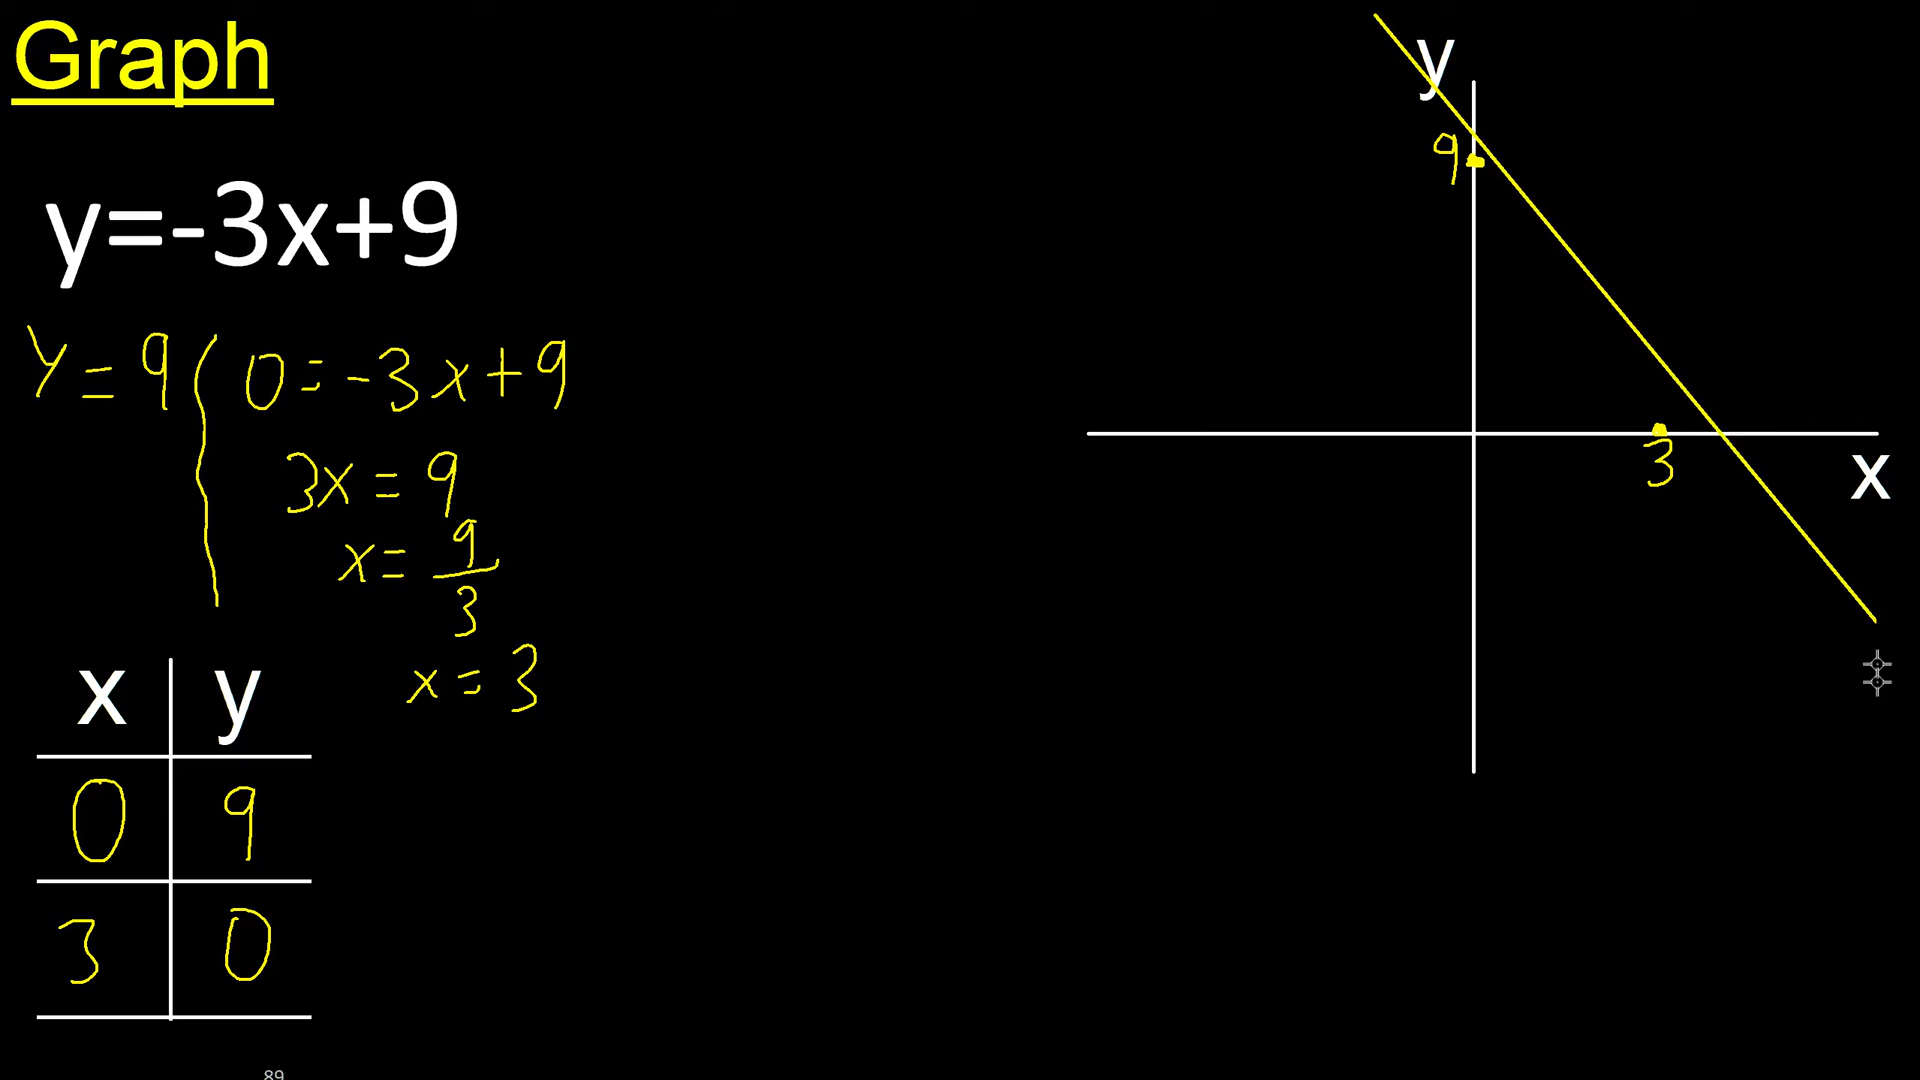 Graph
y=-3x+9
y = 9 0 = -3x + 9
3x = 9
x = 9
3
x = 3
x y
0 9
3 0
89
y
9
3
x